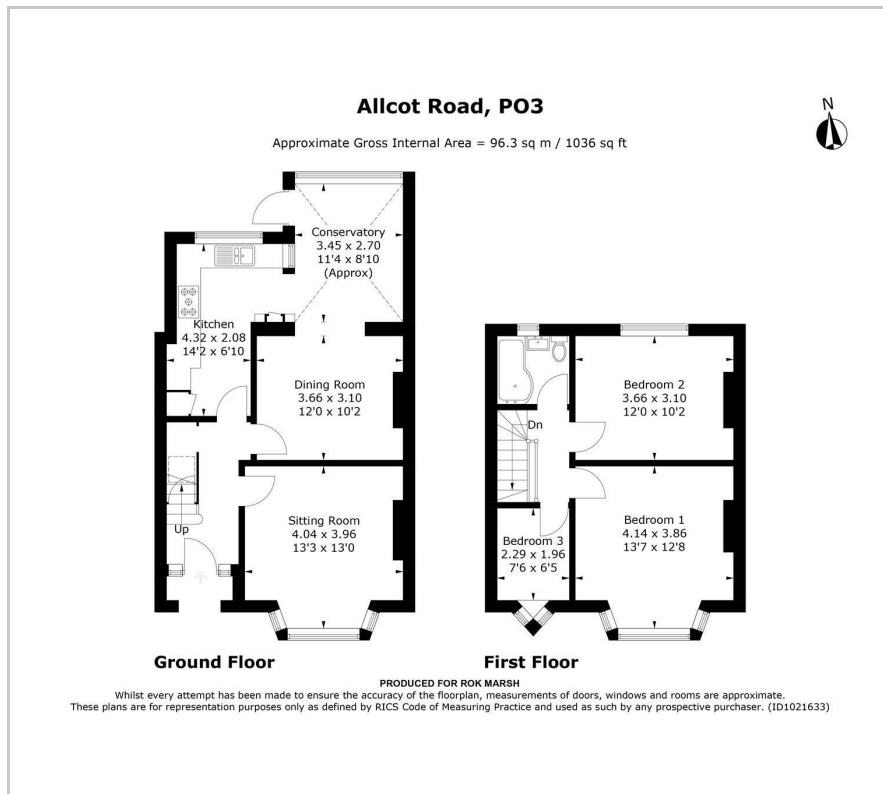 Allcot Road, PO3
N
Approximate Gross Internal Area = 96.3 sq m / 1036 sq ft
Conservatory
3.45 x 2.70
11'4 x 8'10
(Approx)
Kitchen
4.32 x 2.08
14'2 x 6'10
Dining Room
3.66 x 3.10
12'0 x 10'2
Sitting Room
4.04 x 3.96
13'3 x 13'0
Up
Ground Floor
Bedroom 2
3.66 x 3.10
12'0 x 10'2
Dn
Bedroom 1
4.14 x 3.86
13'7 x 12'8
Bedroom 3
2.29 x 1.96
7'6 x 6'5
First Floor
PRODUCED FOR ROK MARSH
Whilst every attempt has been made to ensure the accuracy of the floorplan, measurements of doors, windows and rooms are approximate.
These plans are for representation purposes only as defined by RICS Code of Measuring Practice and used as such by any prospective purchaser. (ID1021633)